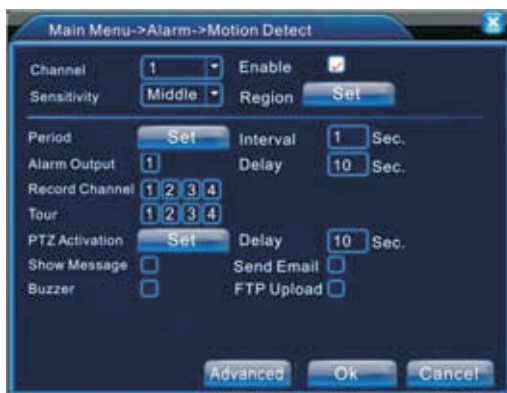 Main Menu->Alarm->Motion Detect
Channel 1 Enable
Sensitivity Middle Region Set
Period Set Interval 1 Sec.
Alarm Output 1 Delay 10 Sec.
Record Channel 1 2 3 4
Tour 1 2 3 4
PTZ Activation Set Delay 10 Sec.
Show Message Send Email
Buzzer FTP Upload
Advanced Ok Cancel